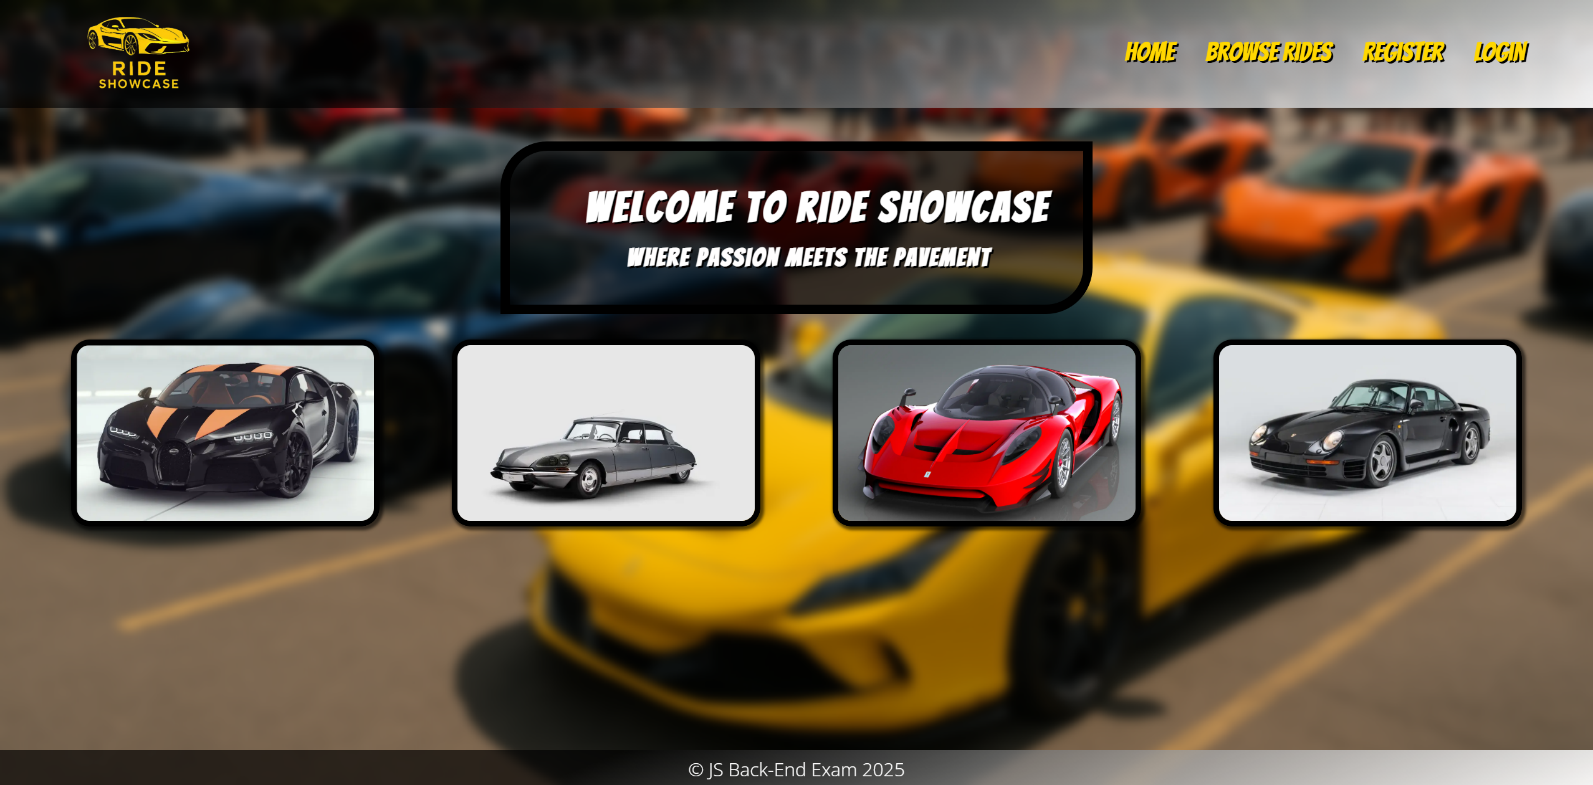 RIDE
SHOWCASE
HOME
BROWSE RIDES
REGISTER
LOGIN
WELCOME TO RIDE SHOWCASE
WHERE PASSION MEETS THE PAVEMENT
© JS Back-End Exam 2025